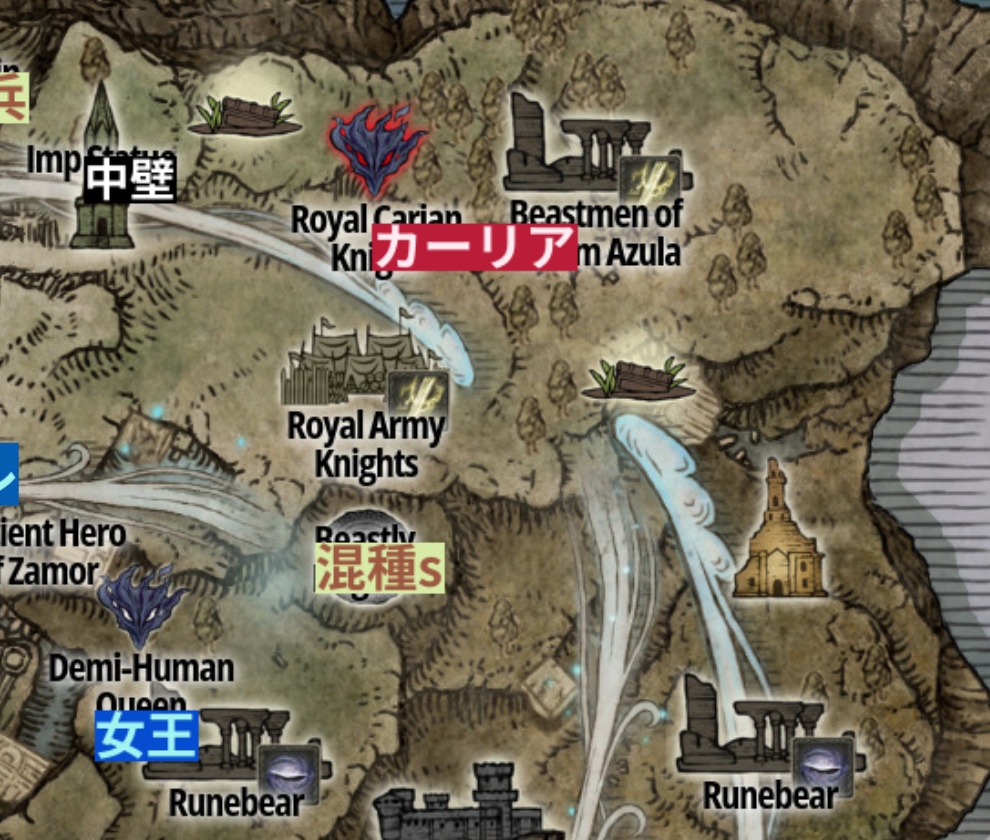 兵
Imp Statue
中壁
Royal Carian
カーリア
Beastmen of
m Azula
Royal Army
Knights
ient Hero
f Zamor
Beastly
混種s
Demi-Human
Queen
女王
Runebear
Runebear